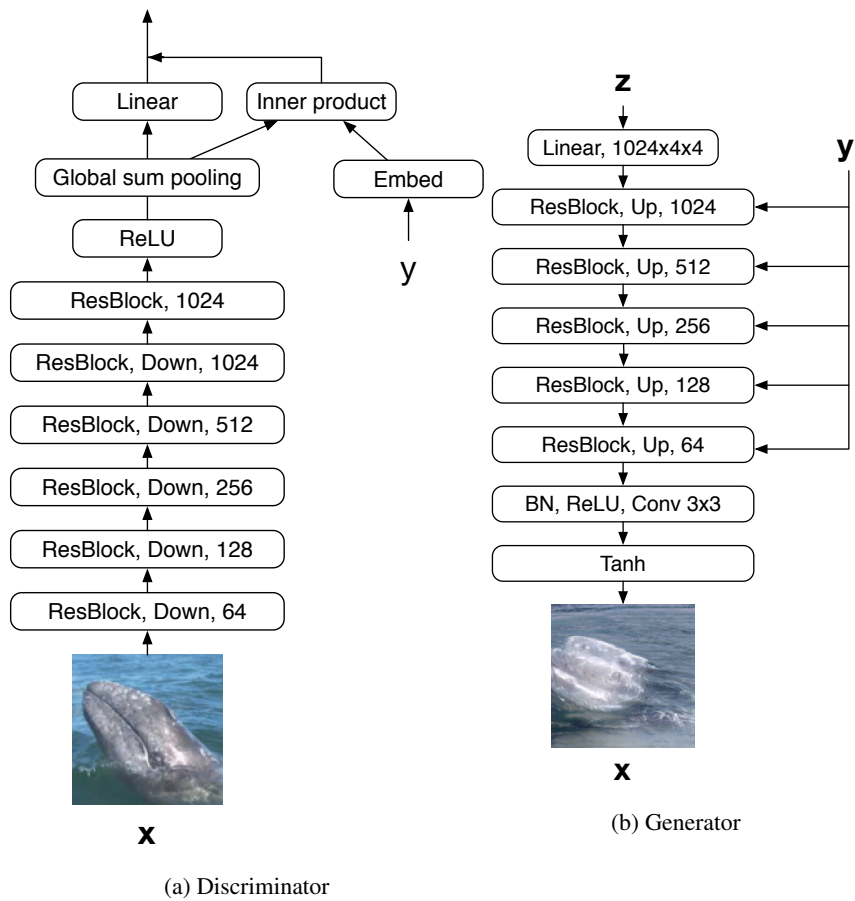 Linear
Inner product
Global sum pooling
Embed
ReLU
y
ResBlock, 1024
ResBlock, Down, 1024
ResBlock, Down, 512
ResBlock, Down, 256
ResBlock, Down, 128
ResBlock, Down, 64
x
(a) Discriminator
z
Linear, 1024x4x4
y
ResBlock, Up, 1024
ResBlock, Up, 512
ResBlock, Up, 256
ResBlock, Up, 128
ResBlock, Up, 64
BN, ReLU, Conv 3x3
Tanh
x
(b) Generator